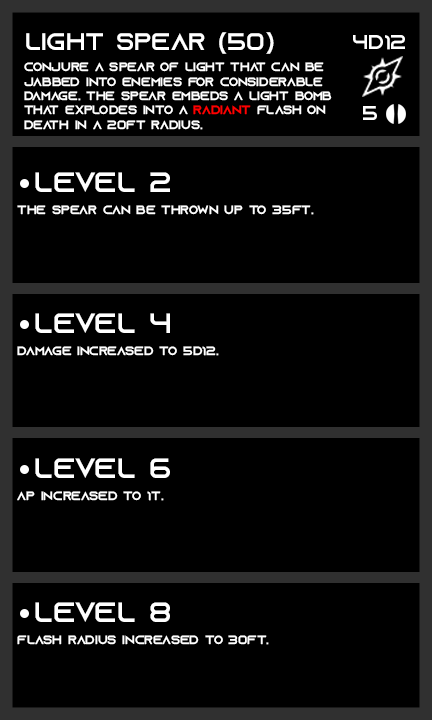 LIGHT SPEAR (50)
4D12
CONJURE A SPEAR OF LIGHT THAT CAN BE
JABBED INTO ENEMIES FOR CONSIDERABLE
DAMAGE. THE SPEAR EMBEDS A LIGHT BOMB
THAT EXPLODES INTO A RADIANT FLASH ON
DEATH IN A 20FT RADIUS.
5
•LEVEL 2
THE SPEAR CAN BE THROWN UP TO 35FT.
•LEVEL 4
DAMAGE INCREASED TO 5D12.
•LEVEL 6
AP INCREASED TO 1T.
•LEVEL 8
FLASH RADIUS INCREASED TO 30FT.